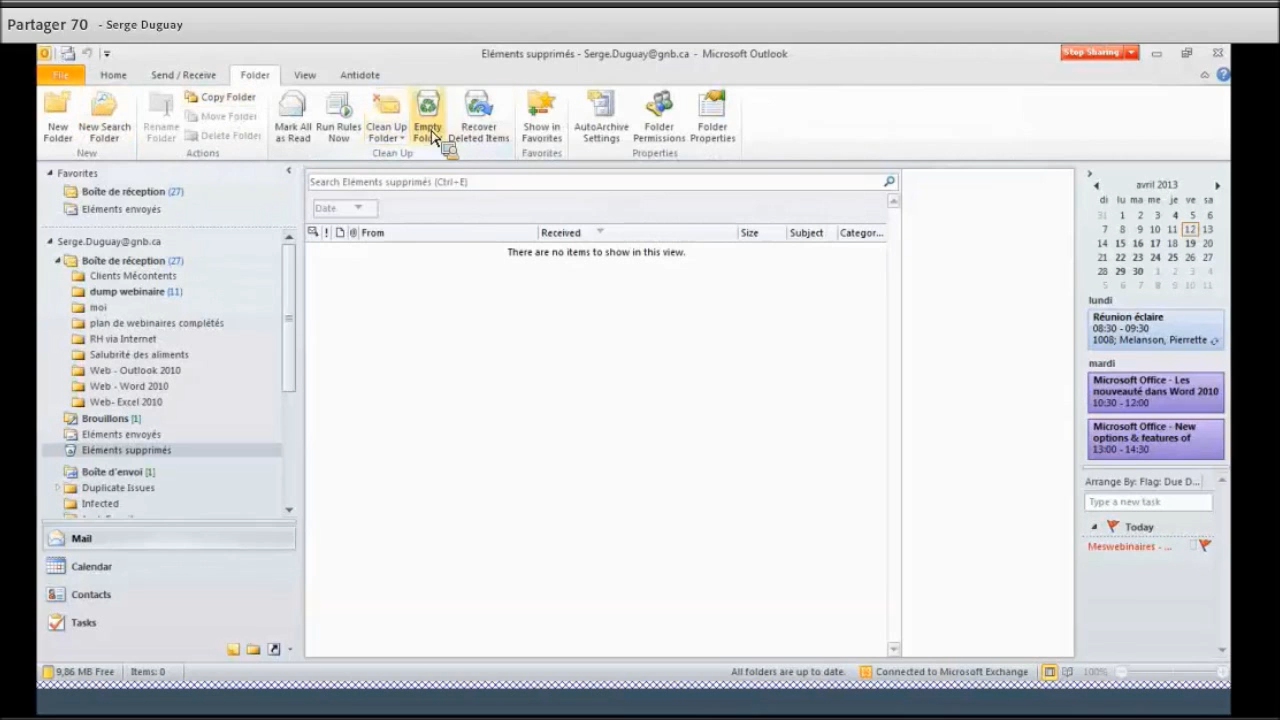 Partager 70 - Serge Duguay
Eléments supprimés - Serge.Duguay@gnb.ca - Microsoft Outlook
Stop Sharing
File Home Send / Receive Folder View Antidote
New Folder
New Search Folder
New
Rename Folder
Copy Folder
Move Folder
Delete Folder
Actions
Mark All as Read
Run Rules Now
Clean Up Folder
Empty
Recover Deleted Items
Clean Up
Show in Favorites
Favorites
AutoArchive Settings
Folder Permissions
Folder Properties
Properties
Favorites
Boîte de réception (27)
Eléments envoyés
Serge.Duguay@gnb.ca
Boîte de réception (27)
Clients Mécontents
dump webinaire (11)
moi
plan de webinaires complétés
RH via Internet
Salubrité des aliments
Web - Outlook 2010
Web - Word 2010
Web- Excel 2010
Brouillons [1]
Eléments envoyés
Eléments supprimés
Boîte d'envoi [1]
Duplicate Issues
Infected
Mail
Calendar
Contacts
Tasks
Search Eléments supprimés (Ctrl+E)
Date
! From Received Size Subject Categor...
There are no items to show in this view.
avril 2013
di lu ma me je ve sa
31 1 2 3 4 5 6
7 8 9 10 11 12 13
14 15 16 17 18 19 20
21 22 23 24 25 26 27
28 29 30 1 2 3 4
5 6 7 8 9 10 11
lundi
Réunion éclaire
08:30 - 09:30
1008; Melanson, Pierrette
mardi
Microsoft Office - Les
nouveauté dans Word 2010
10:30 - 12:00
Microsoft Office - New
options & features of
13:00 - 14:30
Arrange By: Flag: Due D...
Type a new task
Today
Meswebinaires - ...
9,86 MB Free Items: 0 All folders are up to date. Connected to Microsoft Exchange 100%